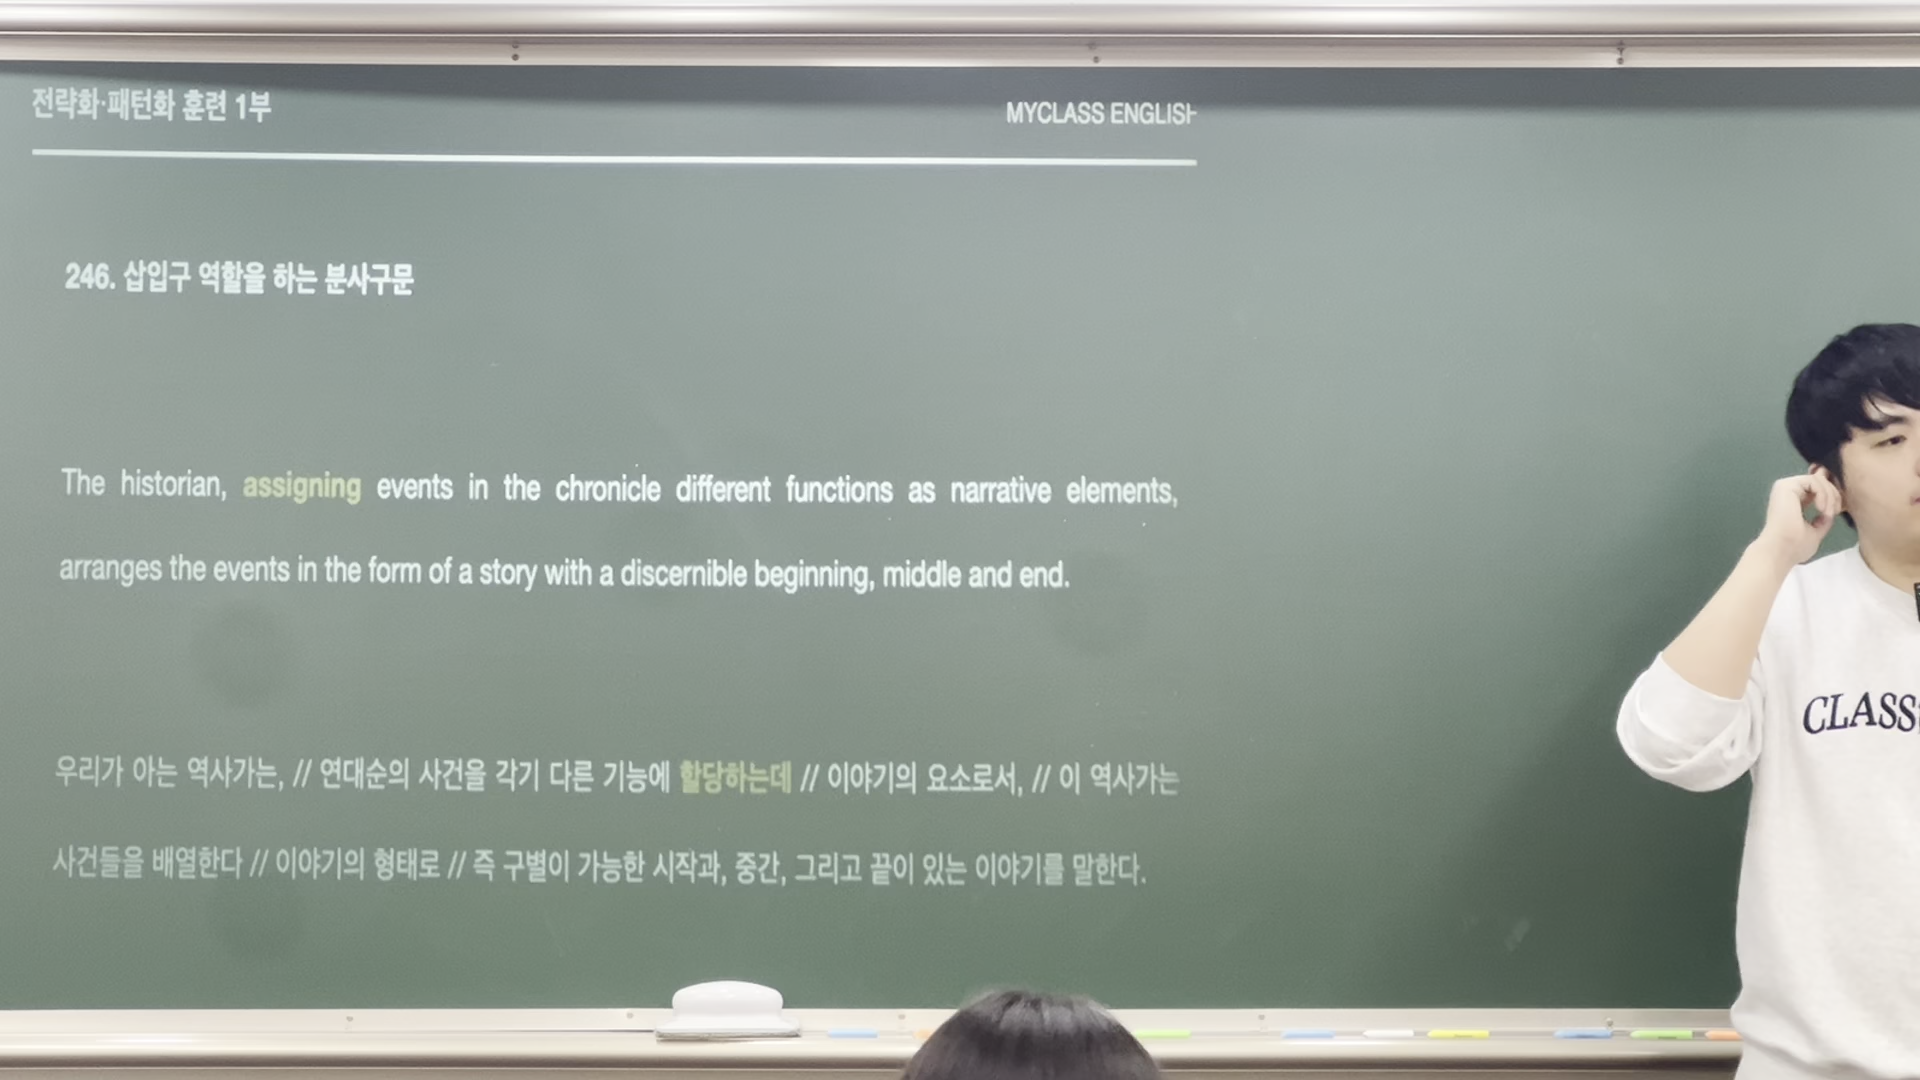 전략화·패턴화 훈련 1부
MYCLASS ENGLISH
246. 삽입구 역할을 하는 분사구문
The historian, assigning events in the chronicle different functions as narrative elements,
arranges the events in the form of a story with a discernible beginning, middle and end.
우리가 아는 역사가는, // 연대순의 사건을 각기 다른 기능에 할당하는데 // 이야기의 요소로서, // 이 역사가는
사건들을 배열한다 // 이야기의 형태로 // 즉 구별이 가능한 시작과, 중간, 그리고 끝이 있는 이야기를 말한다.
CLASS